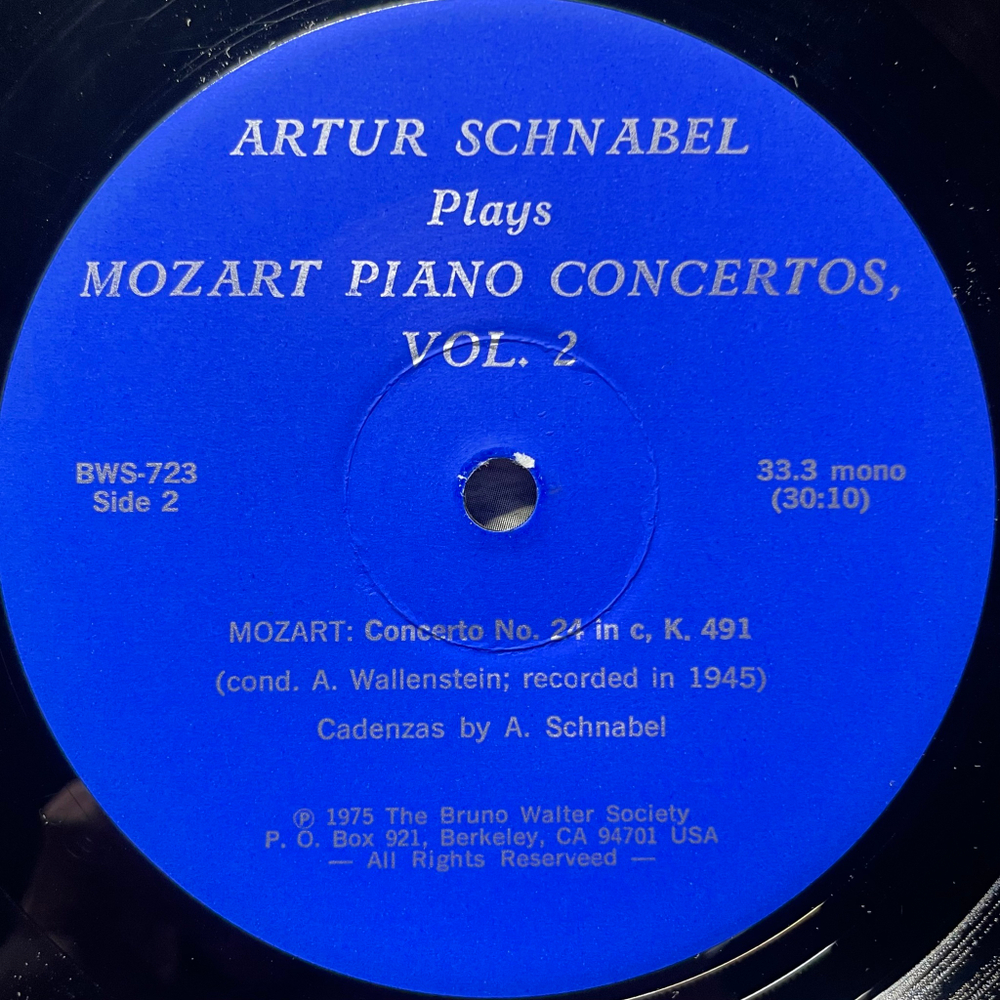 ARTUR SCHNABEL
Plays
MOZART PIANO CONCERTOS,
VOL. 2
BWS-723
Side 2
33.3 mono
(30:10)
MOZART: Concerto No. 24 in c, K. 491
(cond. A. Wallenstein; recorded in 1945)
Cadenzas by A. Schnabel
℗ 1975 The Bruno Walter Society
P. O. Box 921, Berkeley, CA 94701 USA
— All Rights Reserveed —